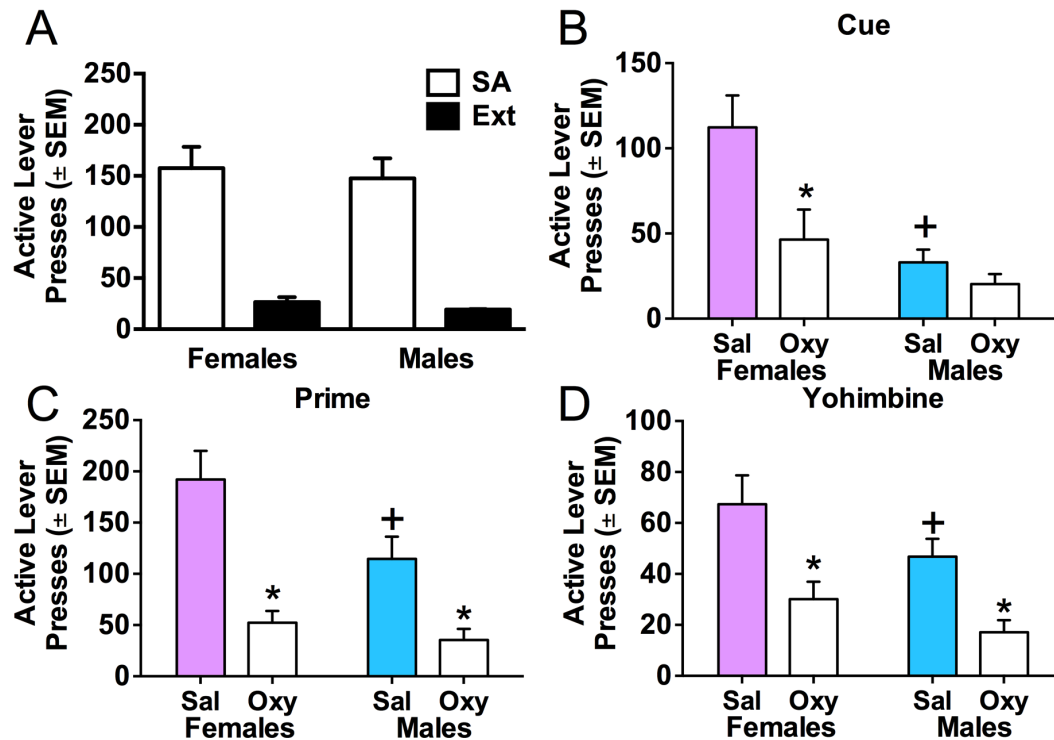 A
Active Lever
Presses (± SEM)
250
200
150
100
50
0
SA
Ext
Females
Males
B
Cue
Active Lever
Presses (± SEM)
150
100
50
0
*
+
Sal
Oxy
Sal
Oxy
Females
Males
C
Prime
Active Lever
Presses (± SEM)
250
200
150
100
50
0
*
+
*
Sal
Oxy
Sal
Oxy
Females
Males
D
Yohimbine
Active Lever
Presses (± SEM)
100
80
60
40
20
0
*
+
*
Sal
Oxy
Sal
Oxy
Females
Males